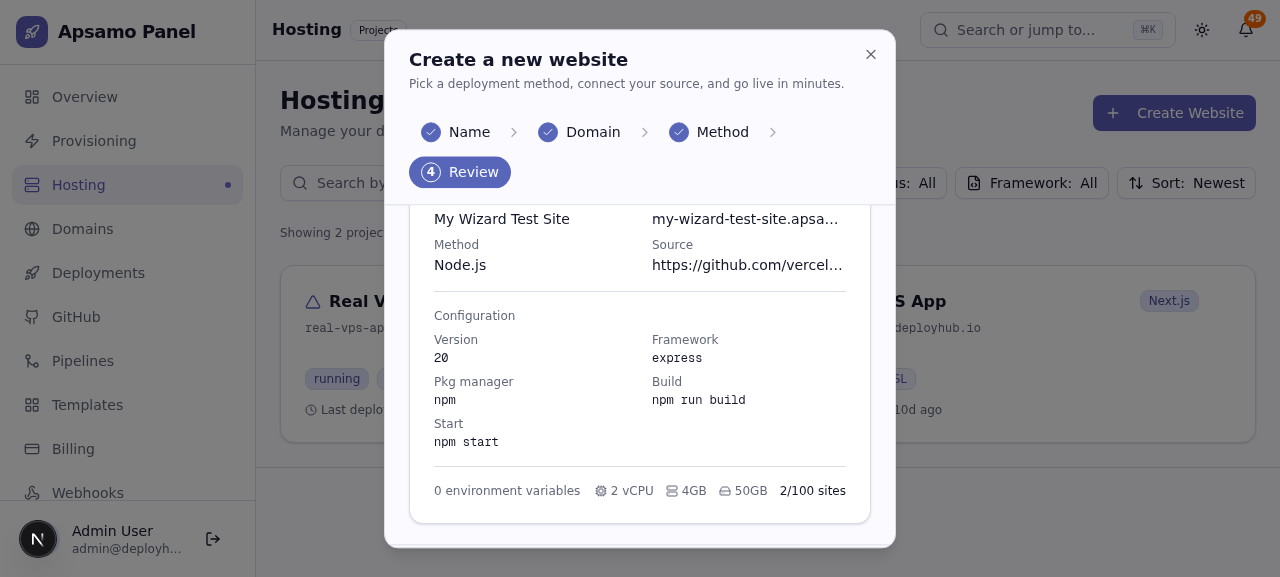 Apsamo Panel
Hosting Projects
Search or jump to... ⌘K
49
Overview
Provisioning
Hosting
Domains
Deployments
GitHub
Pipelines
Templates
Billing
Webhooks
Admin User
admin@deployh...
Hosting
Manage your d
Create Website
Search by
us: All
Framework: All
Sort: Newest
Showing 2 projec
Real V
real-vps-ap
running
Last deplo
S App
Next.js
deployhub.io
SL
10d ago
Create a new website
Pick a deployment method, connect your source, and go live in minutes.
Name
Domain
Method
4 Review
My Wizard Test Site
my-wizard-test-site.apsa...
Method
Source
Node.js
https://github.com/vercel...
Configuration
Version
Framework
20
express
Pkg manager
Build
npm
npm run build
Start
npm start
0 environment variables 2 vCPU 4GB 50GB 2/100 sites